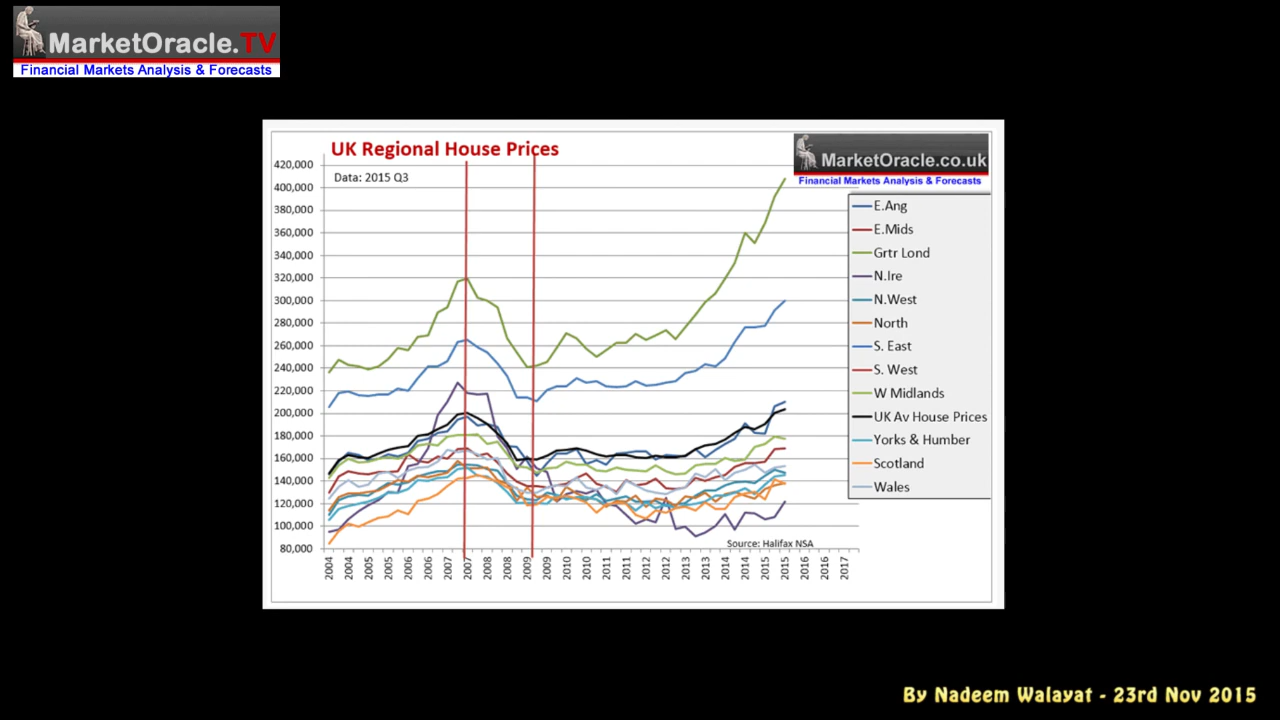 MarketOracle.TV
Financial Markets Analysis & Forecasts
UK Regional House Prices
Data: 2015 Q3
MarketOracle.co.uk
Financial Markets Analysis & Forecasts
420,000
400,000
380,000
360,000
340,000
320,000
300,000
280,000
260,000
240,000
220,000
200,000
180,000
160,000
140,000
120,000
100,000
80,000
E.Ang
E.Mids
Grtr Lond
N.Ire
N.West
North
S. East
S. West
W Midlands
UK Av House Prices
Yorks & Humber
Scotland
Wales
Source: Halifax NSA
2004 2004 2005 2005 2006 2006 2007 2007 2008 2008 2009 2009 2010 2010 2011 2011 2012 2012 2013 2013 2014 2014 2015 2015 2016 2016 2017
By Nadeem Walayat - 23rd Nov 2015